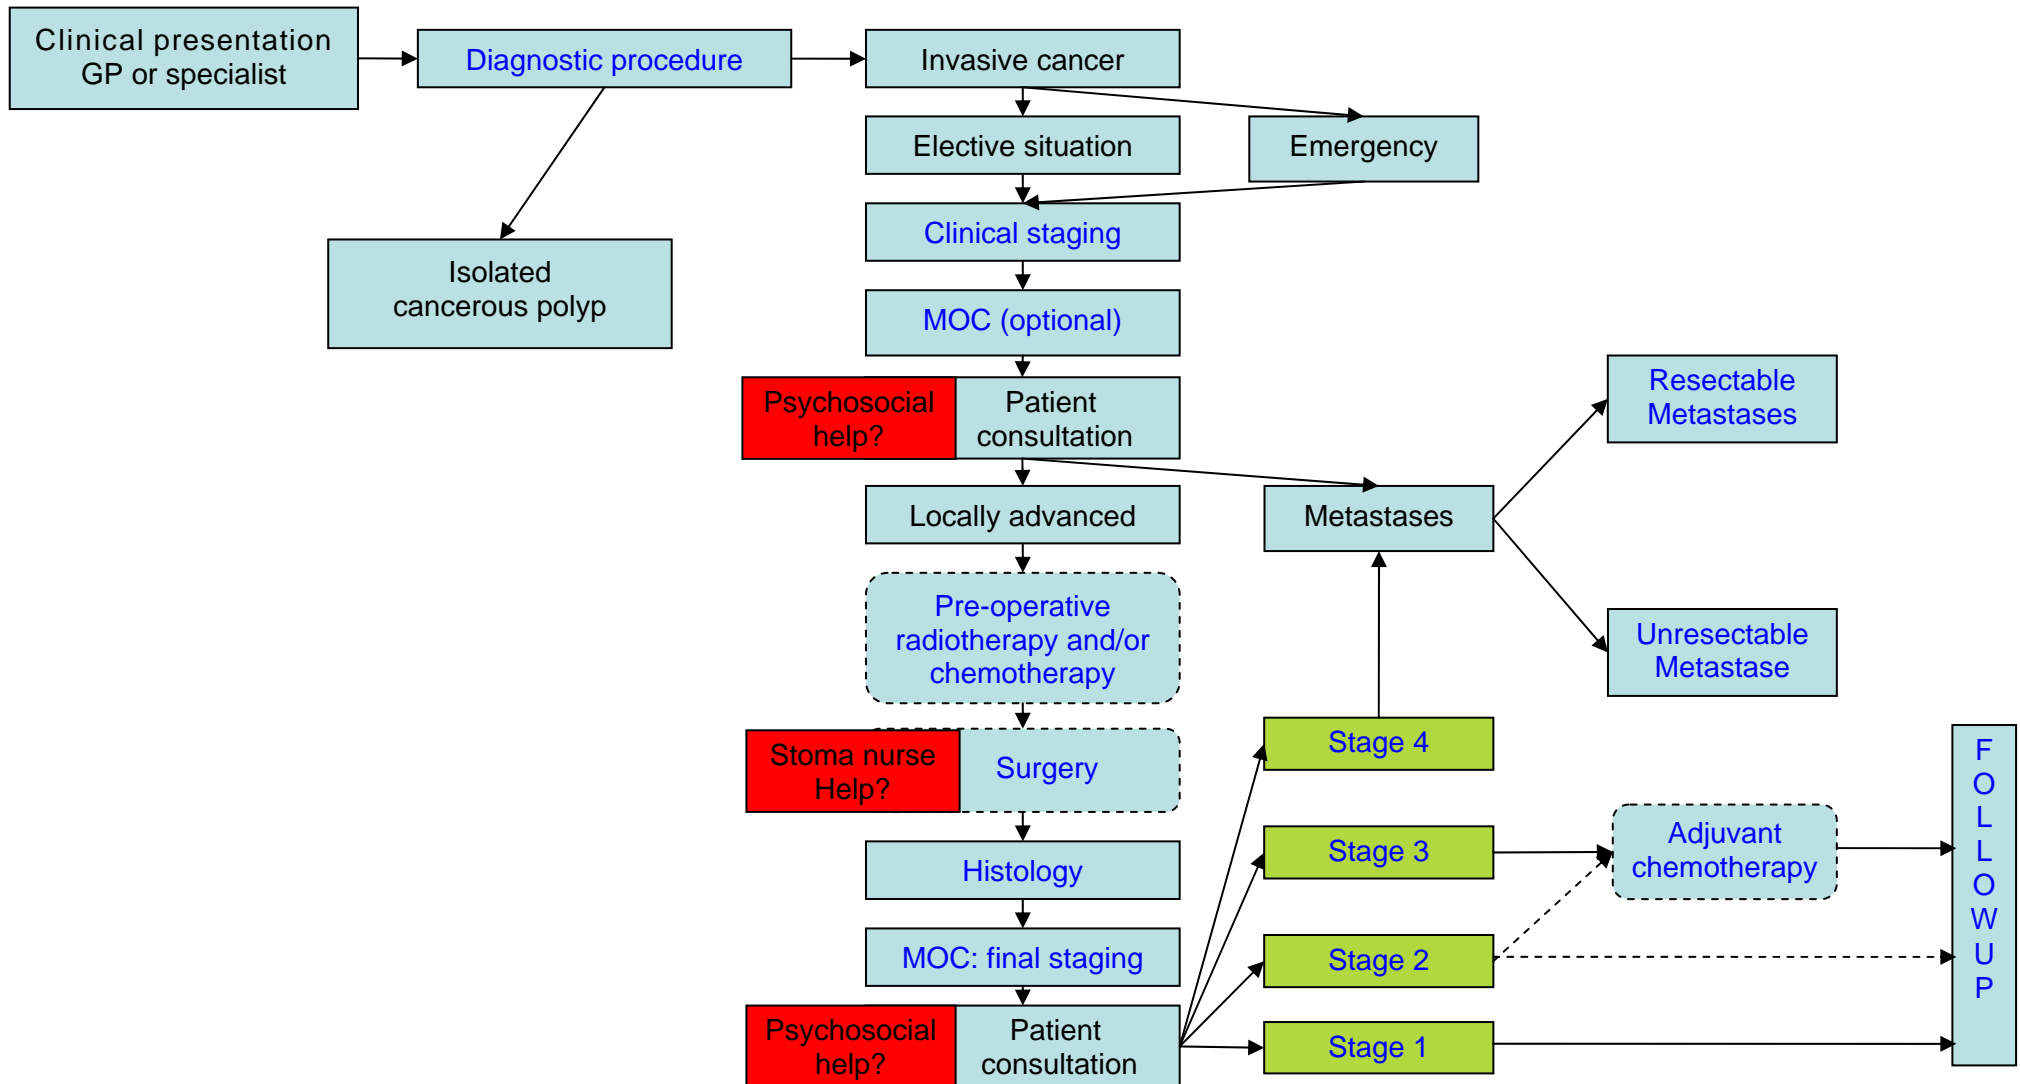 Clinical presentation
GP or specialist
Diagnostic procedure
Invasive cancer
Elective situation
Emergency
Clinical staging
Isolated
cancerous polyp
MOC (optional)
Psychosocial
help?
Patient
consultation
Resectable
Metastases
Locally advanced
Metastases
Pre-operative
radiotherapy and/or
chemotherapy
Unresectable
Metastase
Stoma nurse
Help?
Surgery
Stage 4
Histology
Stage 3
Adjuvant
chemotherapy
MOC: final staging
Stage 2
Psychosocial
help?
Patient
consultation
Stage 1
F
O
L
L
O
W
U
P